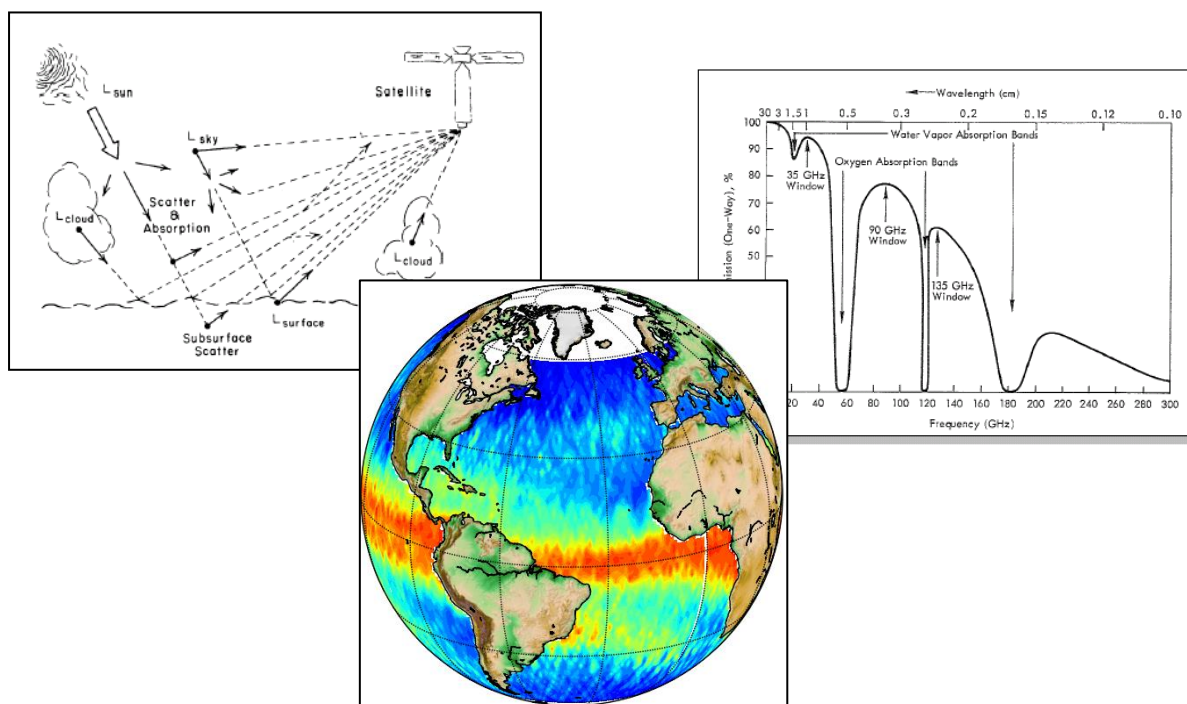 L sun
Satellite
L sky
L cloud
Scatter
&
Absorption
L cloud
L surface
Subsurface
Scatter
Wavelength (cm)
30 3 1.5 1 0.5 0.3 0.2 0.15 0.12 0.10
100
90
80
70
60
50
Water Vapor Absorption Bands
Oxygen Absorption Bands
35 GHz
Window
90 GHz
Window
135 GHz
Window
ission (One-Way), %
20 40 60 80 100 120 140 160 180 200 220 240 260 280 300
Frequency (GHz)